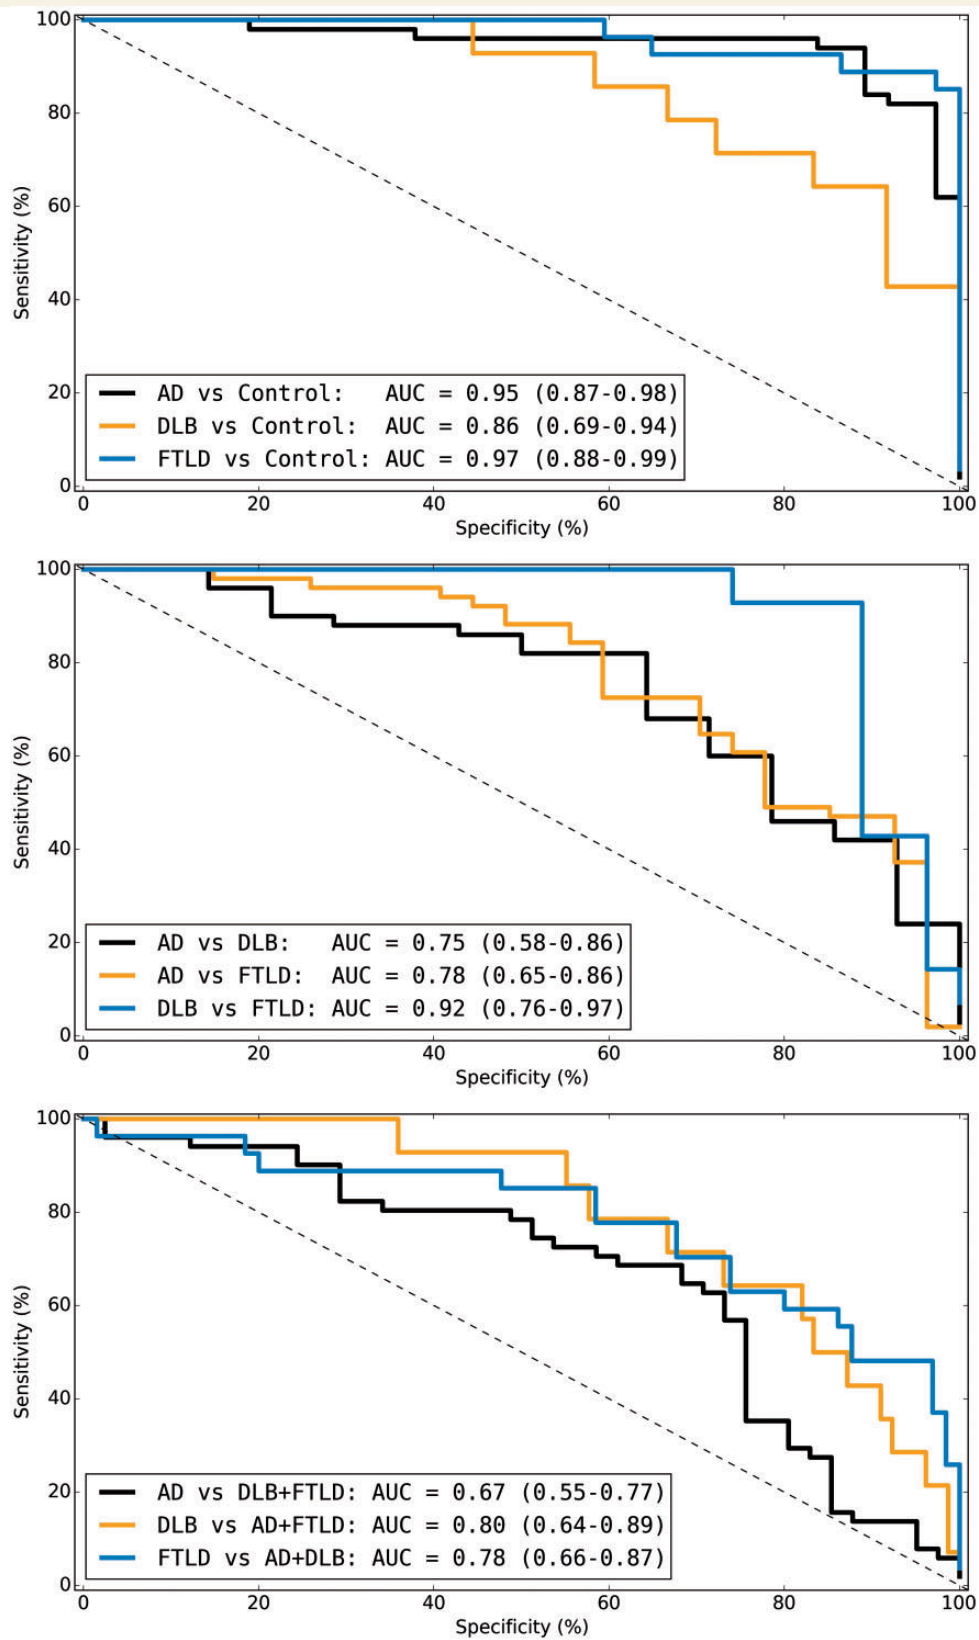 100
80
60
40
20
0
Sensitivity (%)
AD vs Control: AUC = 0.95 (0.87-0.98)
DLB vs Control: AUC = 0.86 (0.69-0.94)
FTLD vs Control: AUC = 0.97 (0.88-0.99)
0 20 40 60 80 100
Specificity (%)
100
80
60
40
20
0
Sensitivity (%)
AD vs DLB: AUC = 0.75 (0.58-0.86)
AD vs FTLD: AUC = 0.78 (0.65-0.86)
DLB vs FTLD: AUC = 0.92 (0.76-0.97)
0 20 40 60 80 100
Specificity (%)
100
80
60
40
20
0
Sensitivity (%)
AD vs DLB+FTLD: AUC = 0.67 (0.55-0.77)
DLB vs AD+FTLD: AUC = 0.80 (0.64-0.89)
FTLD vs AD+DLB: AUC = 0.78 (0.66-0.87)
0 20 40 60 80 100
Specificity (%)